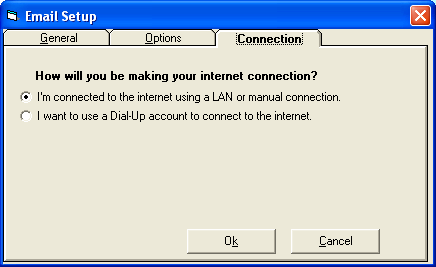 Email Setup
General Options Connection
How will you be making your internet connection?
I'm connected to the internet using a LAN or manual connection.
I want to use a Dial-Up account to connect to the internet.
Ok Cancel